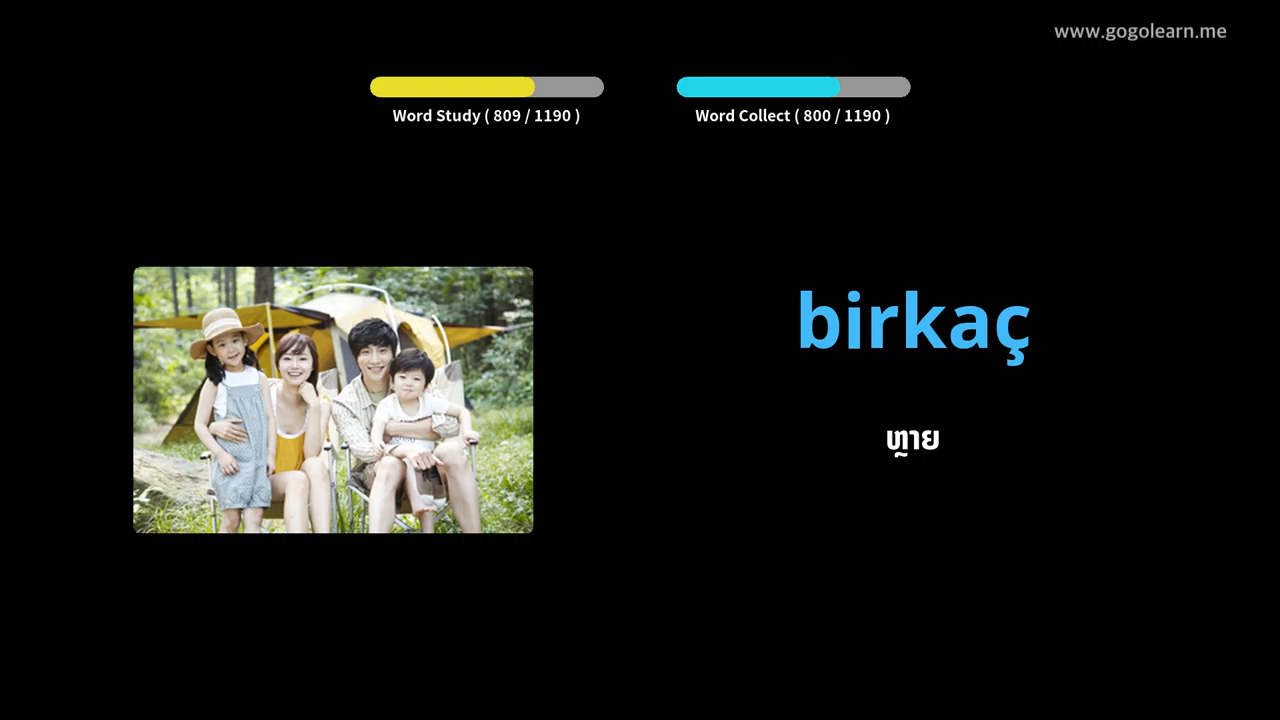 www.gogolearn.me
Word Study ( 809 / 1190 )
Word Collect ( 800 / 1190 )
birkaç
ຫຼາຍ